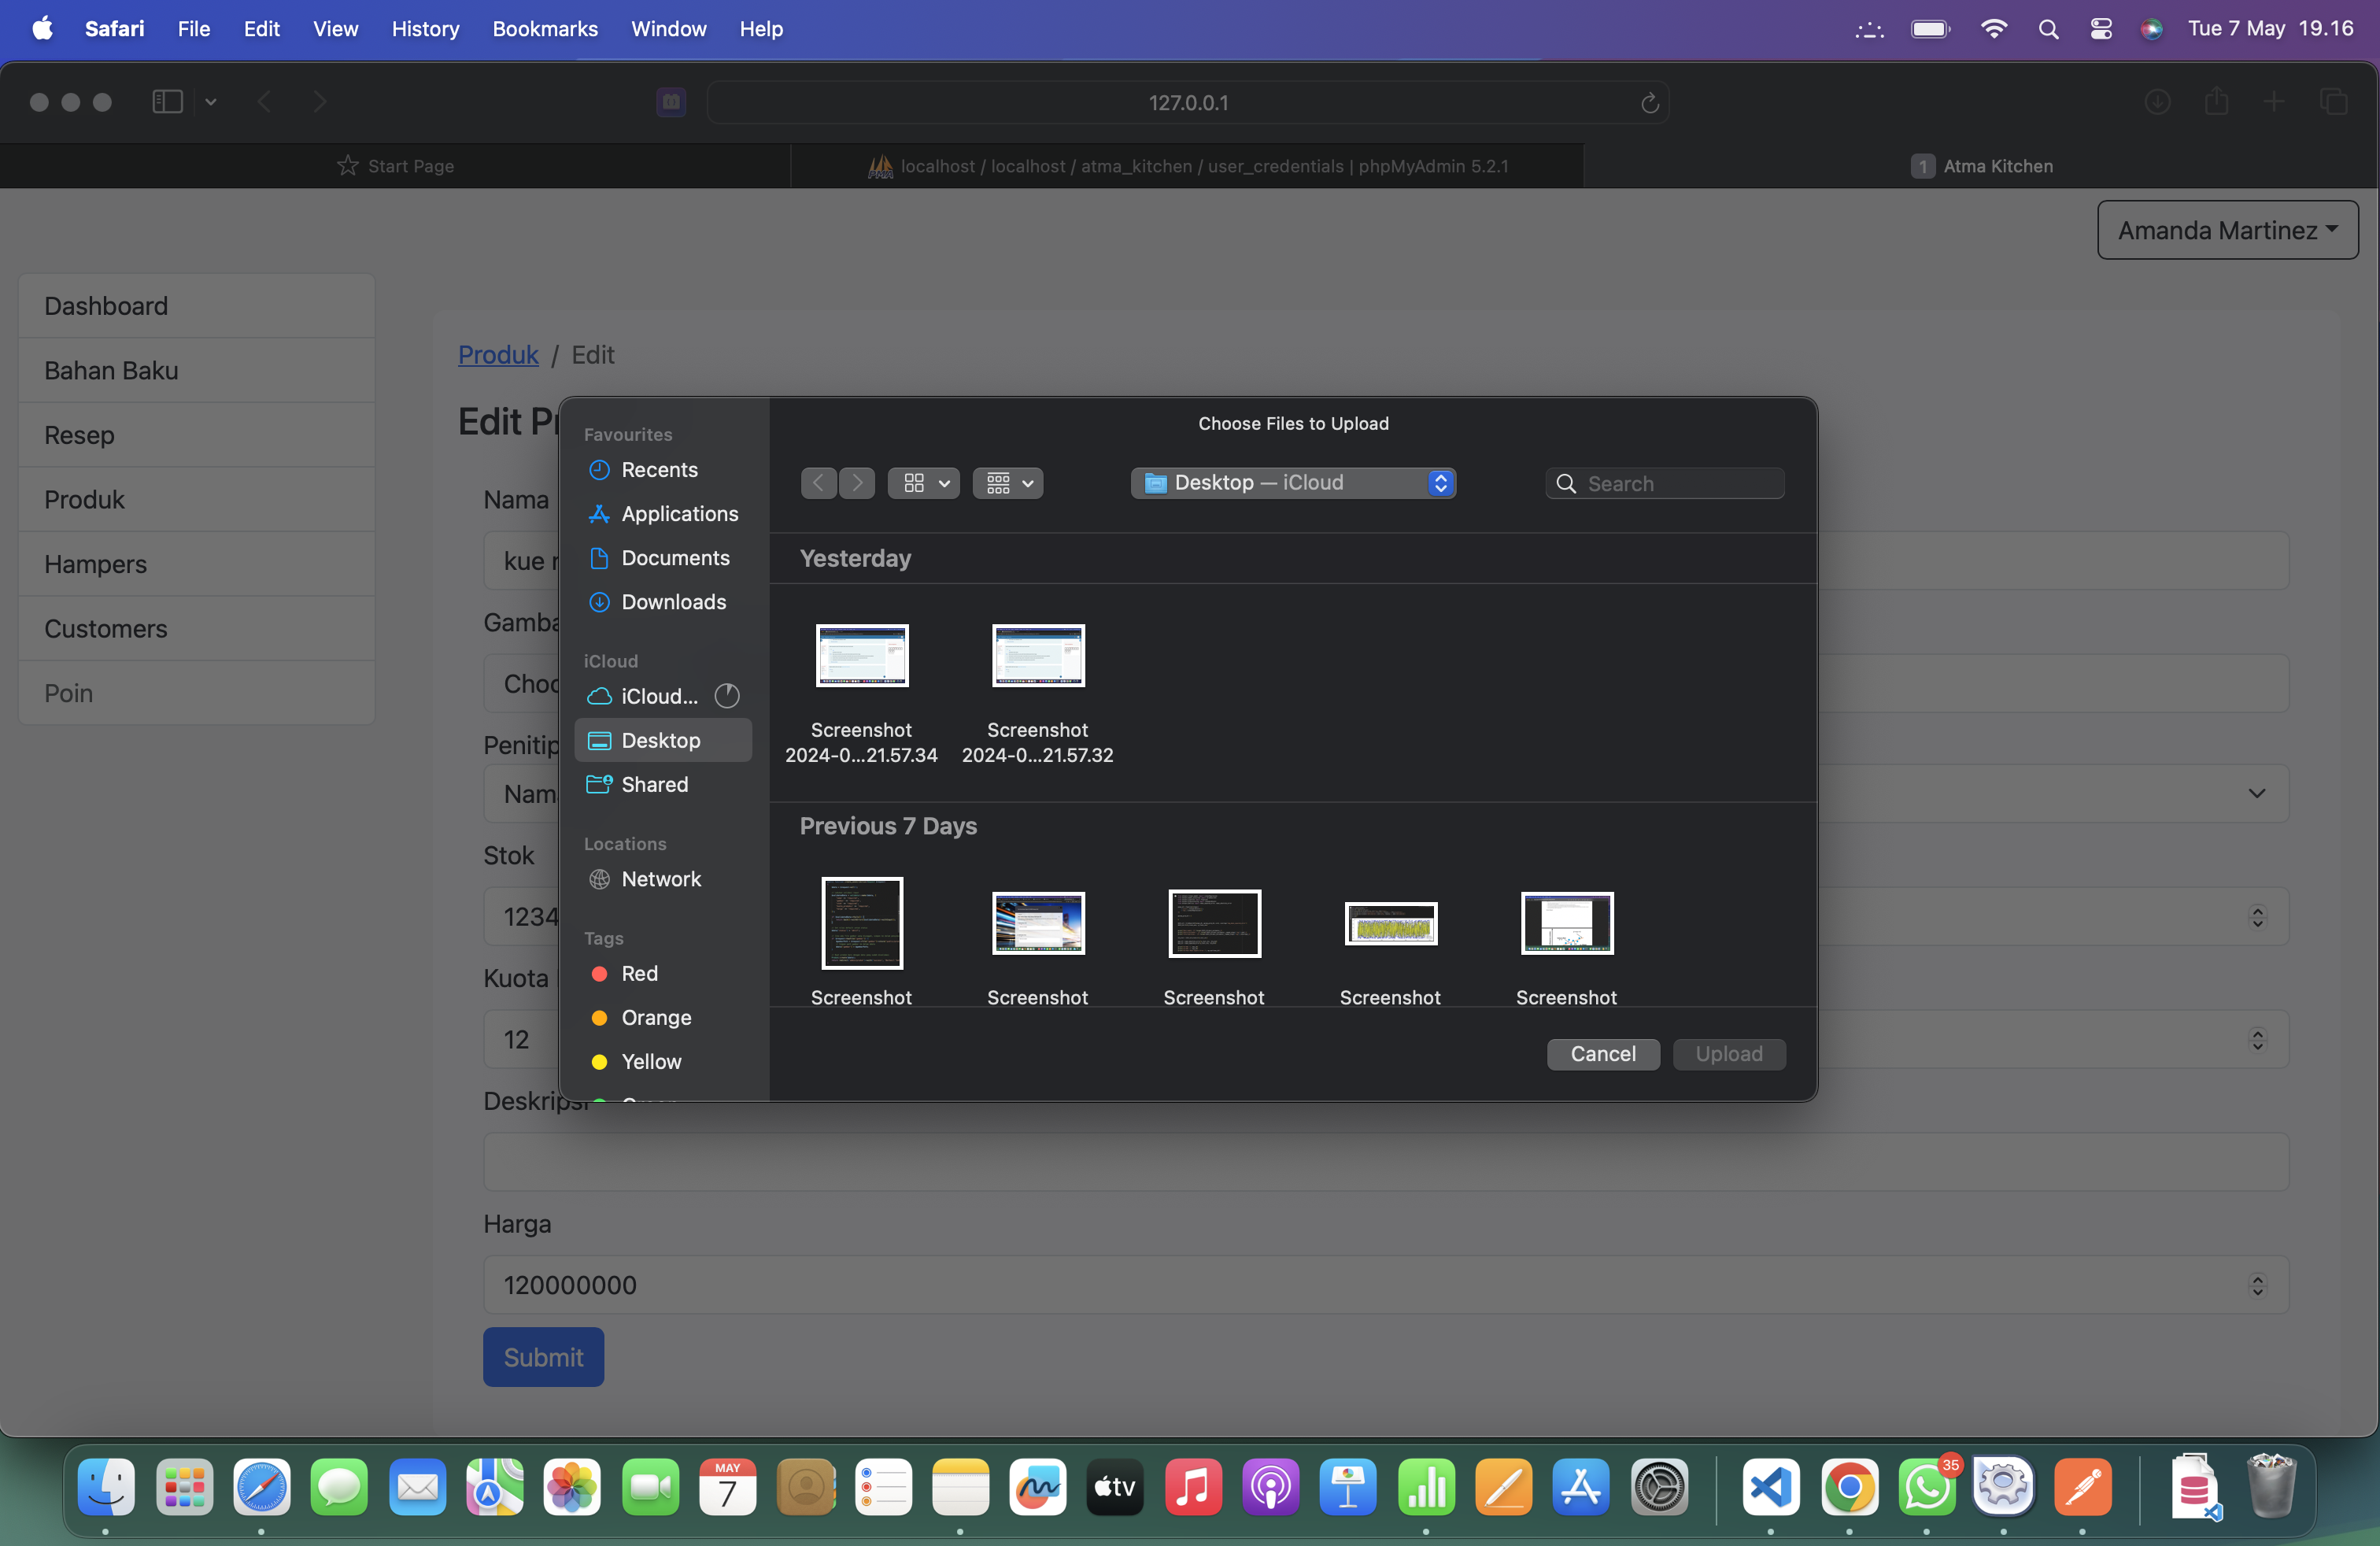 Safari File Edit View History Bookmarks Window Help
Tue 7 May 19.16
127.0.0.1
Start Page
localhost / localhost / atma_kitchen / user_credentials | phpMyAdmin 5.2.1
1 Atma Kitchen
Amanda Martinez
Dashboard
Bahan Baku
Resep
Produk
Hampers
Customers
Poin
Produk / Edit
Edit
Nama
kue
Stok
1234
Kuota
12
Deskripsi
Harga
120000000
Submit
Choose Files to Upload
Favourites
Recents
Applications
Documents
Downloads
iCloud
iCloud...
Desktop
Shared
Locations
Network
Tags
Red
Orange
Yellow
Desktop — iCloud
Search
Yesterday
Screenshot
2024-0...21.57.34
Screenshot
2024-0...21.57.32
Previous 7 Days
Screenshot
Screenshot
Screenshot
Screenshot
Screenshot
Cancel
Upload
MAY
7
tv
35